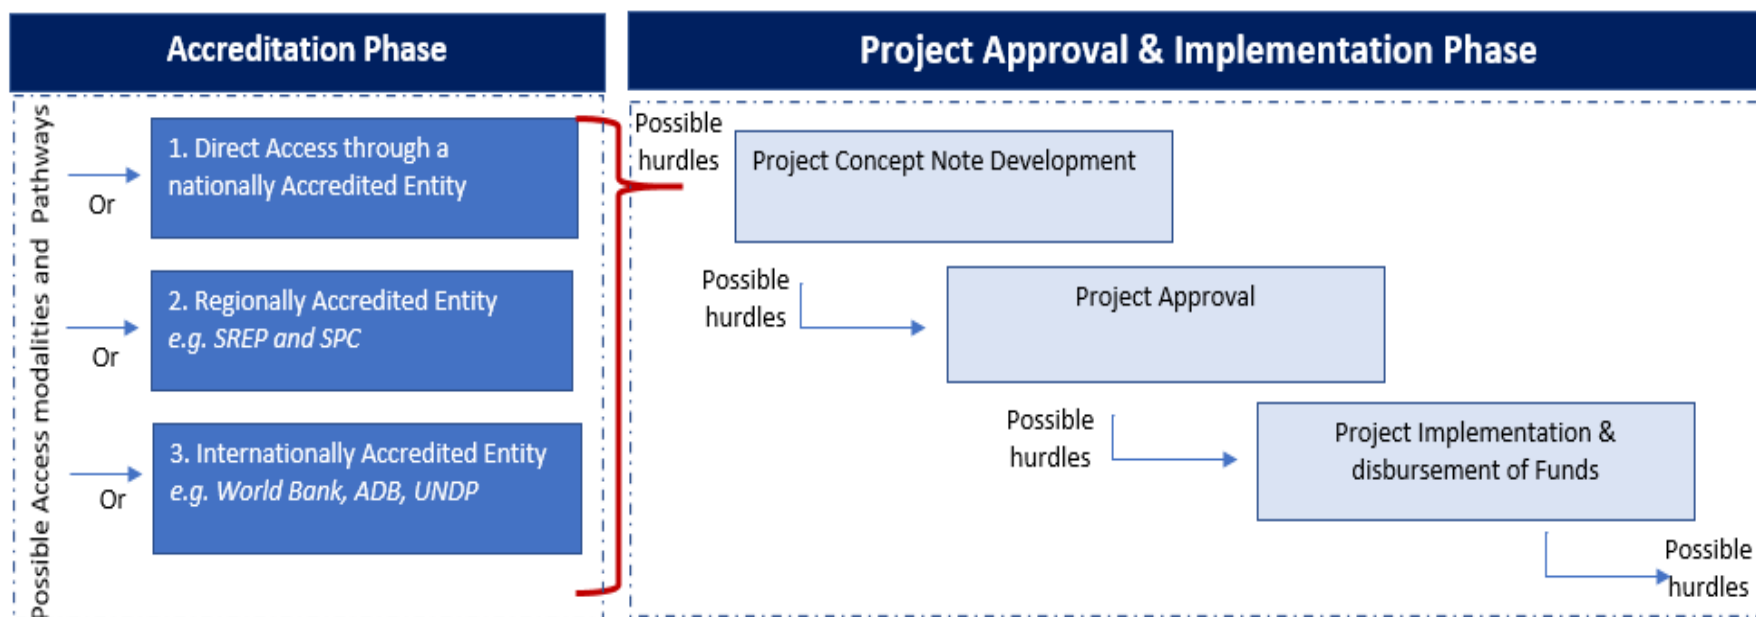 Accreditation Phase
Project Approval & Implementation Phase
Possible Access modalities and Pathways
Or
1. Direct Access through a
nationally Accredited Entity
Or
2. Regionally Accredited Entity
e.g. SREP and SPC
Or
3. Internationally Accredited Entity
e.g. World Bank, ADB, UNDP
Possible
hurdles
Project Concept Note Development
Possible
hurdles
Project Approval
Possible
hurdles
Project Implementation &
disbursement of Funds
Possible
hurdles